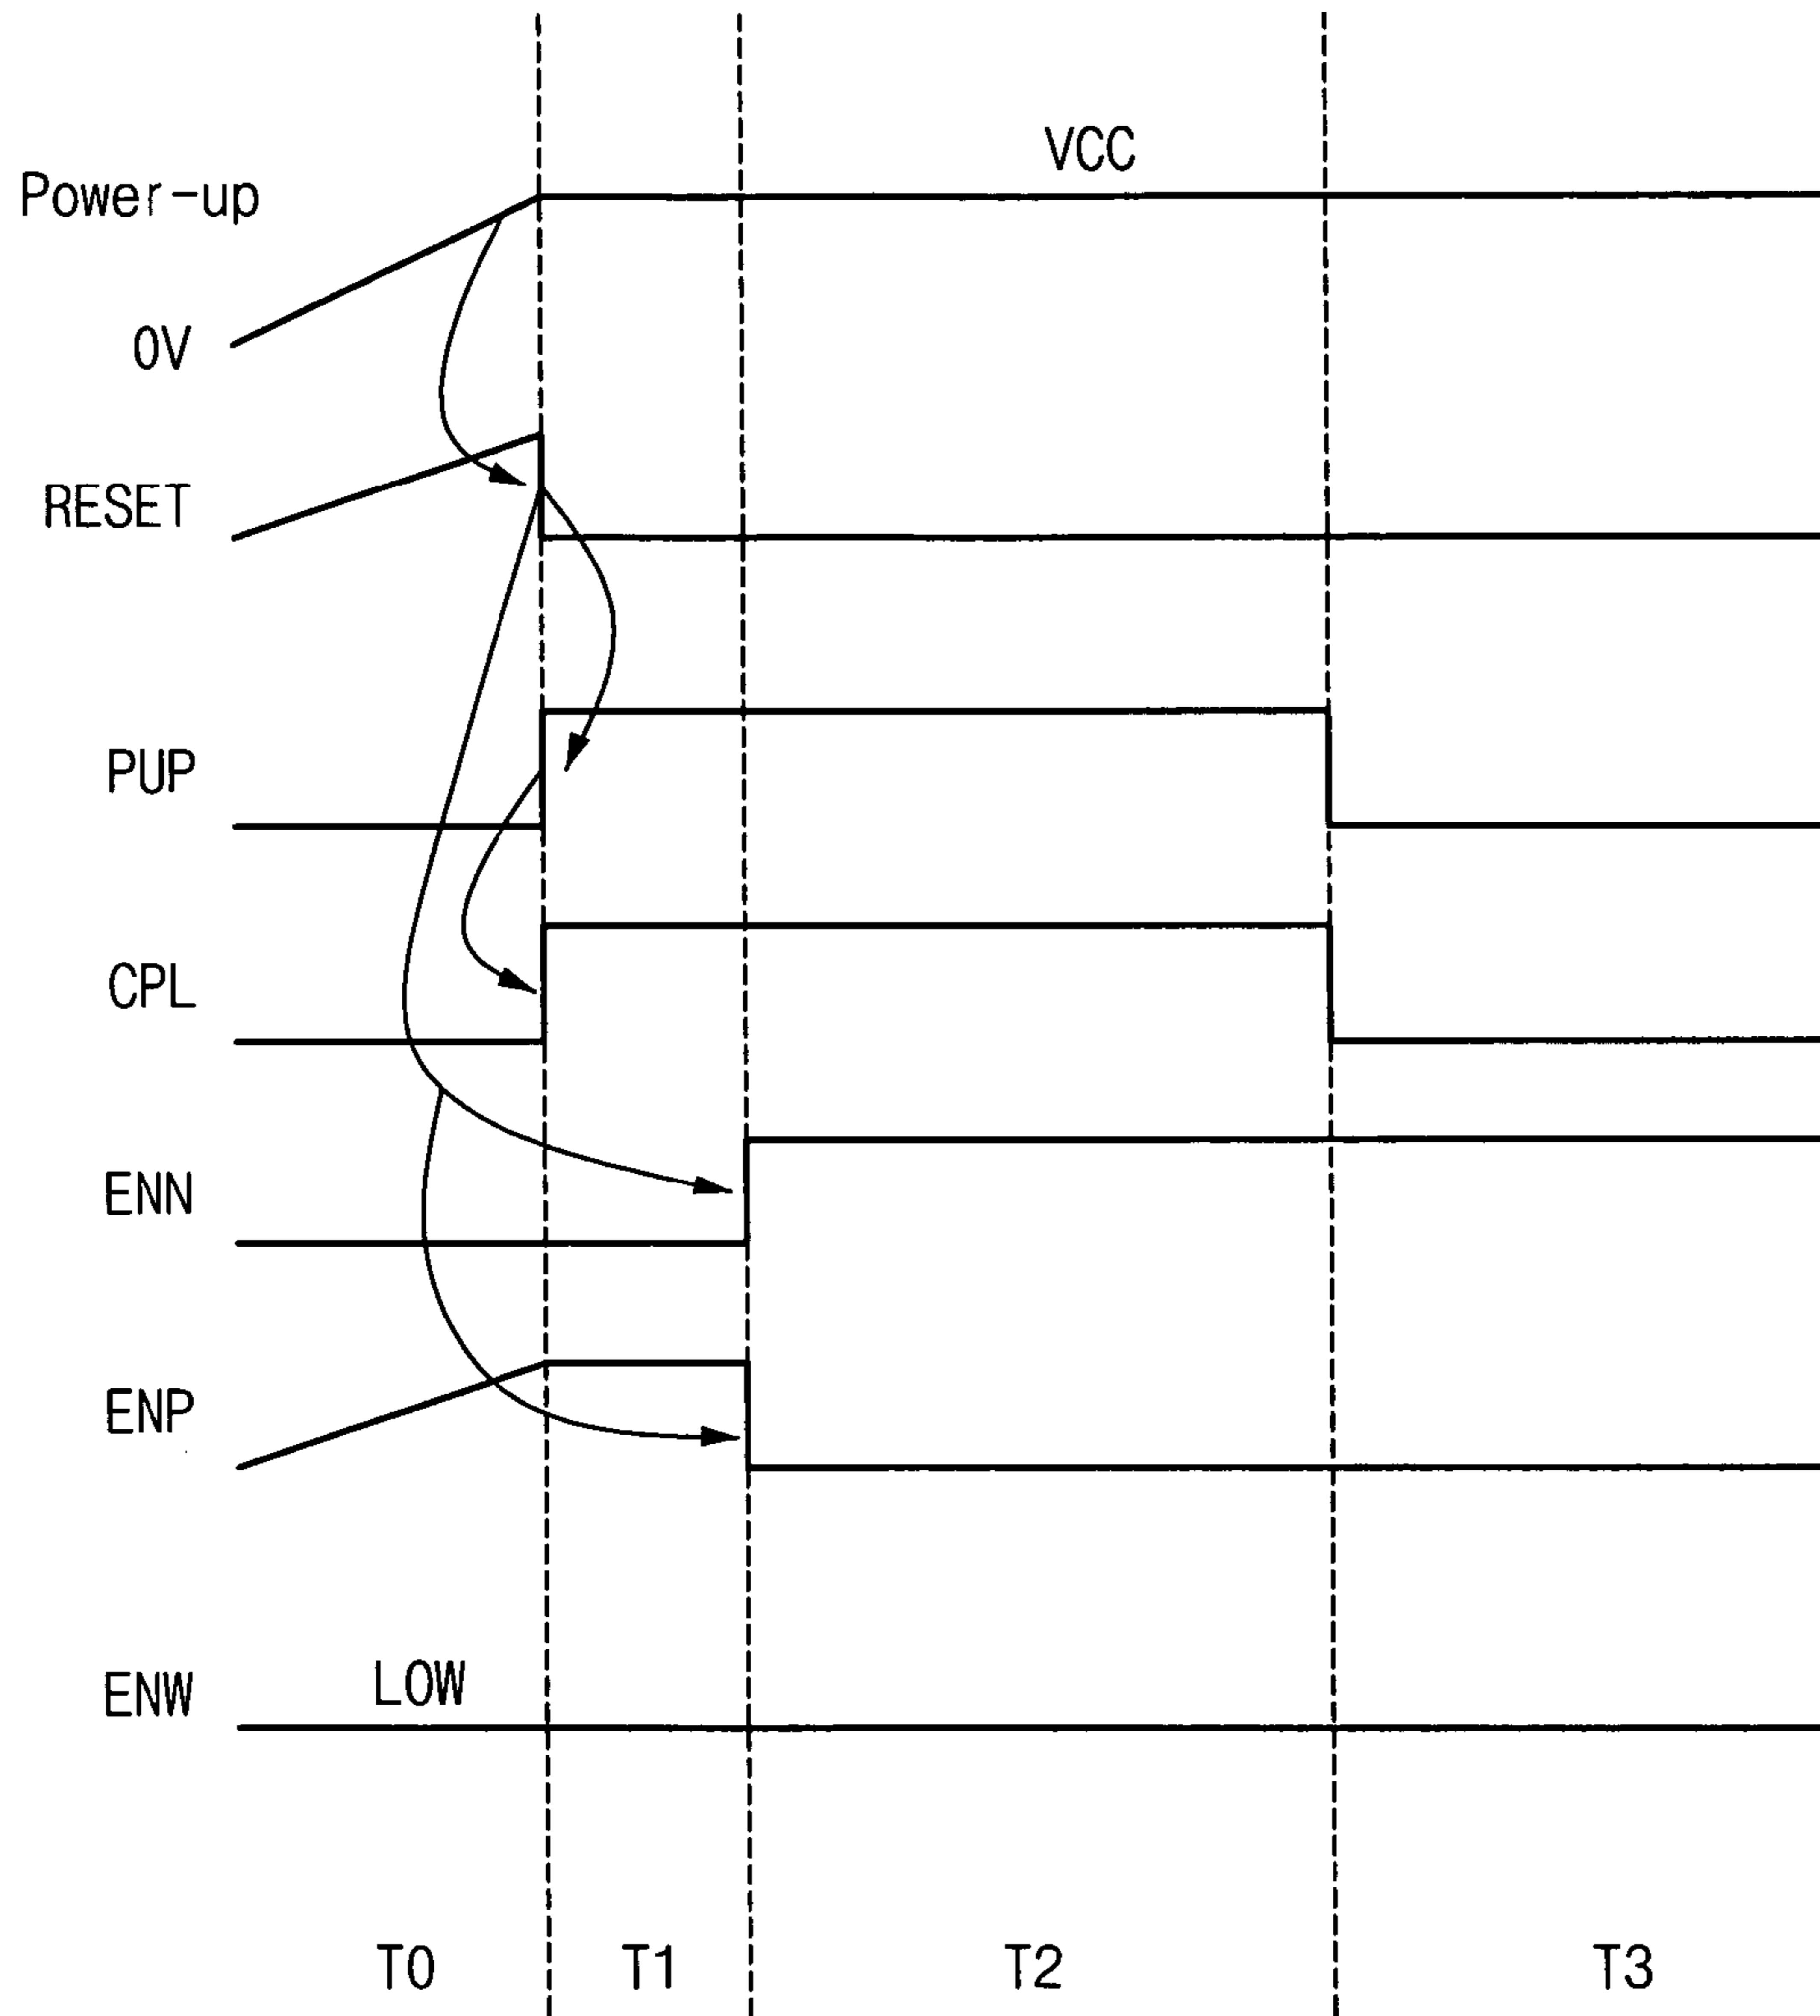 VCC
Power-up
0V
RESET
PUP
CPL
ENN
ENP
ENW LOW
T0 T1 T2 T3